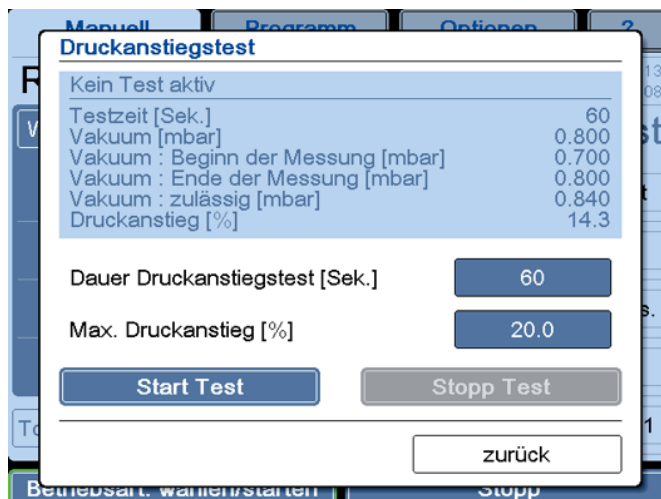 Manuell Programm Optionen ?
Druckanstiegstest
Kein Test aktiv
Testzeit [Sek.] 60
Vakuum [mbar] 0.800
Vakuum : Beginn der Messung [mbar] 0.700
Vakuum : Ende der Messung [mbar] 0.800
Vakuum : zulässig [mbar] 0.840
Druckanstieg [%] 14.3
Dauer Druckanstiegstest [Sek.] 60
Max. Druckanstieg [%] 20.0
Start Test Stopp Test
zurück
Betriebsart: wählen/starten Stopp